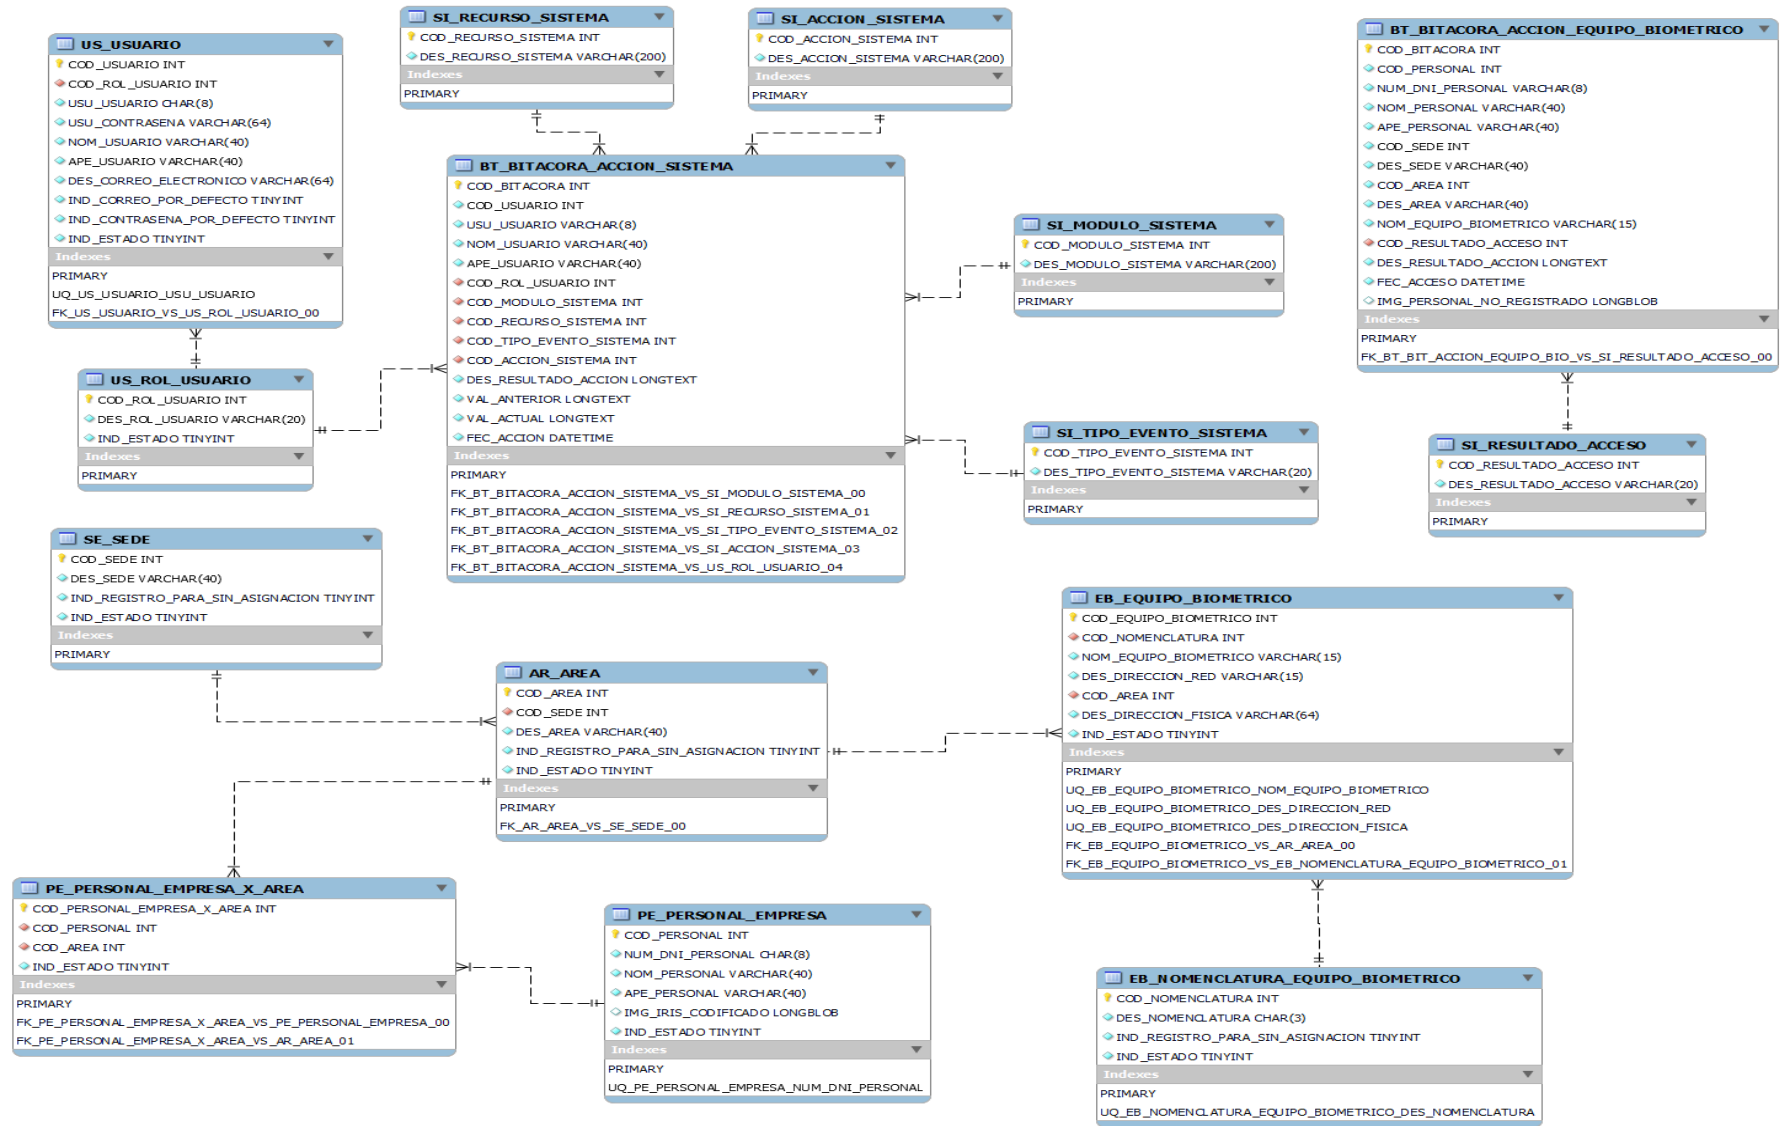 US_USUARIO
COD_USUARIO INT
COD_ROL_USUARIO INT
USU_USUARIO CHAR(8)
USU_CONTRASENA VARCHAR(64)
NOM_USUARIO VARCHAR(40)
APE_USUARIO VARCHAR(40)
DES_CORREO_ELECTRONICO VARCHAR(64)
IND_CORREO_POR_DEFECTO TINYINT
IND_CONTRASENA_POR_DEFECTO TINYINT
IND_ESTADO TINYINT
Indexes
PRIMARY
UQ_US_USUARIO_USU_USUARIO
FK_US_USUARIO_VS_US_ROL_USUARIO_00
SI_RECURSO_SISTEMA
COD_RECURSO_SISTEMA INT
DES_RECURSO_SISTEMA VARCHAR(200)
Indexes
PRIMARY
SI_ACCION_SISTEMA
COD_ACCION_SISTEMA INT
DES_ACCION_SISTEMA VARCHAR(200)
Indexes
PRIMARY
BT_BITACORA_ACCION_EQUIPO_BIOMETRICO
COD_BITACORA INT
COD_PERSONAL INT
NUM_DNI_PERSONAL VARCHAR(8)
NOM_PERSONAL VARCHAR(40)
APE_PERSONAL VARCHAR(40)
COD_SEDE INT
DES_SEDE VARCHAR(40)
COD_AREA INT
DES_AREA VARCHAR(40)
NOM_EQUIPO_BIOMETRICO VARCHAR(15)
COD_RESULTADO_ACCESO INT
DES_RESULTADO_ACCION LONGTEXT
FEC_ACCESO DATETIME
IMG_PERSONAL_NO_REGISTRADO LONGBLOB
Indexes
PRIMARY
FK_BT_BIT_ACCION_EQUIPO_BIO_VS_SI_RESULTADO_ACCESO_00
BT_BITACORA_ACCION_SISTEMA
COD_BITACORA INT
COD_USUARIO INT
USU_USUARIO VARCHAR(8)
NOM_USUARIO VARCHAR(40)
APE_USUARIO VARCHAR(40)
COD_ROL_USUARIO INT
COD_MODULO_SISTEMA INT
COD_RECURSO_SISTEMA INT
COD_TIPO_EVENTO_SISTEMA INT
COD_ACCION_SISTEMA INT
DES_RESULTADO_ACCION LONGTEXT
VAL_ANTERIOR LONGTEXT
VAL_ACTUAL LONGTEXT
FEC_ACCION DATETIME
Indexes
PRIMARY
FK_BT_BITACORA_ACCION_SISTEMA_VS_SI_MODULO_SISTEMA_00
FK_BT_BITACORA_ACCION_SISTEMA_VS_SI_RECURSO_SISTEMA_01
FK_BT_BITACORA_ACCION_SISTEMA_VS_SI_TIPO_EVENTO_SISTEMA_02
FK_BT_BITACORA_ACCION_SISTEMA_VS_SI_ACCION_SISTEMA_03
FK_BT_BITACORA_ACCION_SISTEMA_VS_US_ROL_USUARIO_04
SI_MODULO_SISTEMA
COD_MODULO_SISTEMA INT
DES_MODULO_SISTEMA VARCHAR(200)
Indexes
PRIMARY
US_ROL_USUARIO
COD_ROL_USUARIO INT
DES_ROL_USUARIO VARCHAR(20)
IND_ESTADO TINYINT
Indexes
PRIMARY
SI_TIPO_EVENTO_SISTEMA
COD_TIPO_EVENTO_SISTEMA INT
DES_TIPO_EVENTO_SISTEMA VARCHAR(20)
Indexes
PRIMARY
SI_RESULTADO_ACCESO
COD_RESULTADO_ACCESO INT
DES_RESULTADO_ACCESO VARCHAR(20)
Indexes
PRIMARY
SE_SEDE
COD_SEDE INT
DES_SEDE VARCHAR(40)
IND_REGISTRO_PARA_SIN_ASIGNACION TINYINT
IND_ESTADO TINYINT
Indexes
PRIMARY
AR_AREA
COD_AREA INT
COD_SEDE INT
DES_AREA VARCHAR(40)
IND_REGISTRO_PARA_SIN_ASIGNACION TINYINT
IND_ESTADO TINYINT
Indexes
PRIMARY
FK_AR_AREA_VS_SE_SEDE_00
EB_EQUIPO_BIOMETRICO
COD_EQUIPO_BIOMETRICO INT
COD_NOMENCLATURA INT
NOM_EQUIPO_BIOMETRICO VARCHAR(15)
DES_DIRECCION_RED VARCHAR(15)
COD_AREA INT
DES_DIRECCION_FISICA VARCHAR(64)
IND_ESTADO TINYINT
Indexes
PRIMARY
UQ_EB_EQUIPO_BIOMETRICO_NOM_EQUIPO_BIOMETRICO
UQ_EB_EQUIPO_BIOMETRICO_DES_DIRECCION_RED
UQ_EB_EQUIPO_BIOMETRICO_DES_DIRECCION_FISICA
FK_EB_EQUIPO_BIOMETRICO_VS_AR_AREA_00
FK_EB_EQUIPO_BIOMETRICO_VS_EB_NOMENCLATURA_EQUIPO_BIOMETRICO_01
PE_PERSONAL_EMPRESA_X_AREA
COD_PERSONAL_EMPRESA_X_AREA INT
COD_PERSONAL INT
COD_AREA INT
IND_ESTADO TINYINT
Indexes
PRIMARY
FK_PE_PERSONAL_EMPRESA_X_AREA_VS_PE_PERSONAL_EMPRESA_00
FK_PE_PERSONAL_EMPRESA_X_AREA_VS_AR_AREA_01
PE_PERSONAL_EMPRESA
COD_PERSONAL INT
NUM_DNI_PERSONAL CHAR(8)
NOM_PERSONAL VARCHAR(40)
APE_PERSONAL VARCHAR(40)
IMG_IRIS_CODIFICADO LONGBLOB
IND_ESTADO TINYINT
Indexes
PRIMARY
UQ_PE_PERSONAL_EMPRESA_NUM_DNI_PERSONAL
EB_NOMENCLATURA_EQUIPO_BIOMETRICO
COD_NOMENCLATURA INT
DES_NOMENCLATURA CHAR(3)
IND_REGISTRO_PARA_SIN_ASIGNACION TINYINT
IND_ESTADO TINYINT
Indexes
PRIMARY
UQ_EB_NOMENCLATURA_EQUIPO_BIOMETRICO_DES_NOMENCLATURA